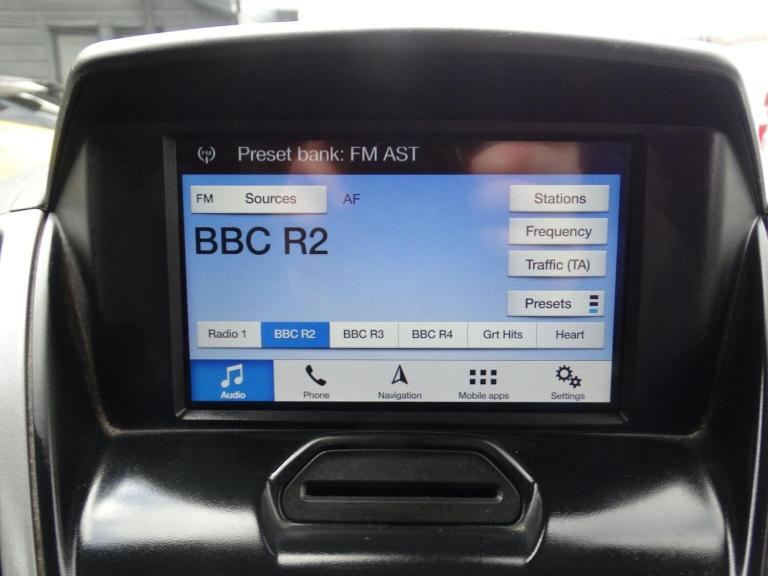 FM Preset bank: FM AST
FM Sources AF Stations
BBC R2
Frequency
Traffic (TA)
Presets
Radio 1 BBC R2 BBC R3 BBC R4 Grt Hits Heart
Audio Phone Navigation Mobile apps Settings